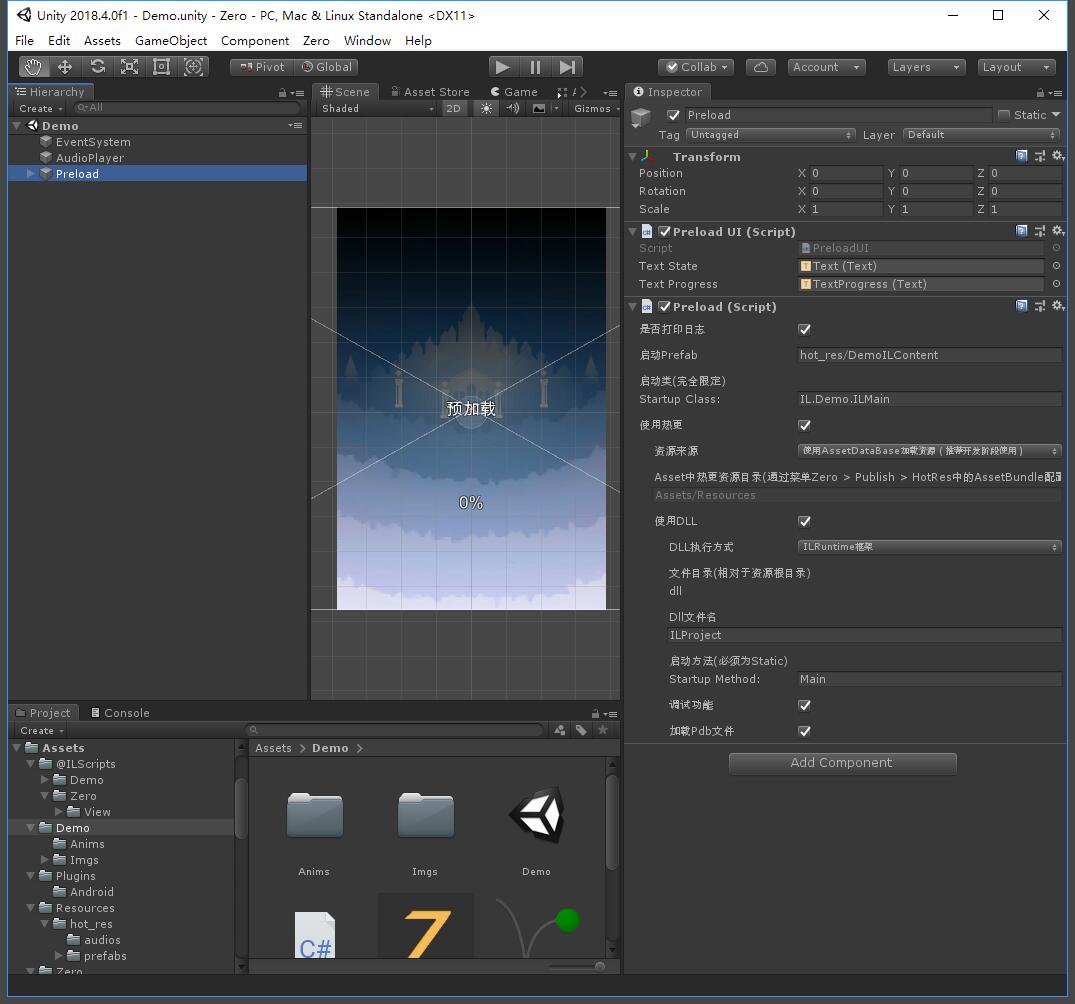 Unity 2018.4.0f1 - Demo.unity - Zero - PC, Mac & Linux Standalone <DX11>
File Edit Assets GameObject Component Zero Window Help
Pivot Global Collab Account Layers Layout
Hierarchy
Create All
Demo
EventSystem
AudioPlayer
Preload
Scene Asset Store Game
Shaded 2D Gizmos
预加载
0%
Inspector
Preload Static
Tag Untagged Layer Default
Transform
Position X 0 Y 0 Z 0
Rotation X 0 Y 0 Z 0
Scale X 1 Y 1 Z 1
Preload UI (Script)
Script PreloadUI
Text State Text (Text)
Text Progress TextProgress (Text)
Preload (Script)
是否打印日志
启动Prefab hot_res/DemoILContent
启动类(完全限定)
Startup Class: IL.Demo.ILMain
使用热更
资源来源 使用AssetDataBase加载资源(推荐开发阶段使用)
Asset中热更资源目录(通过菜单Zero > Publish > HotRes中的AssetBundle配置
Assets/Resources
使用DLL
DLL执行方式 ILRuntime框架
文件目录(相对于资源根目录)
dll
Dll文件名
ILProject
启动方法(必须为Static)
Startup Method: Main
调试功能
加载Pdb文件
Add Component
Project Console
Create
Assets
@ILScripts
Demo
Zero
View
Demo
Anims
Imgs
Plugins
Android
Resources
hot_res
audios
prefabs
Zero
Assets > Demo >
Anims Imgs Demo
C#